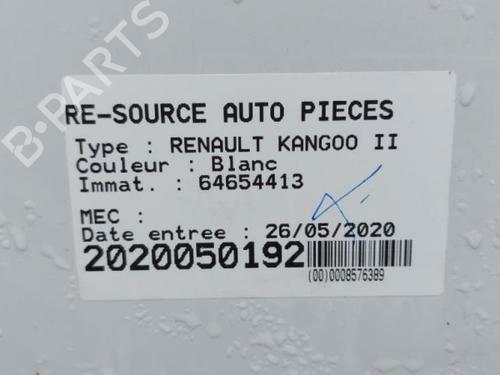 B-PARTS
RE-SOURCE AUTO PIECES
Type : RENAULT KANGOO II
Couleur : Blanc
Immat. : 64654413
MEC :
Date entree : 26/05/2020
2020050192
(00)0008576389